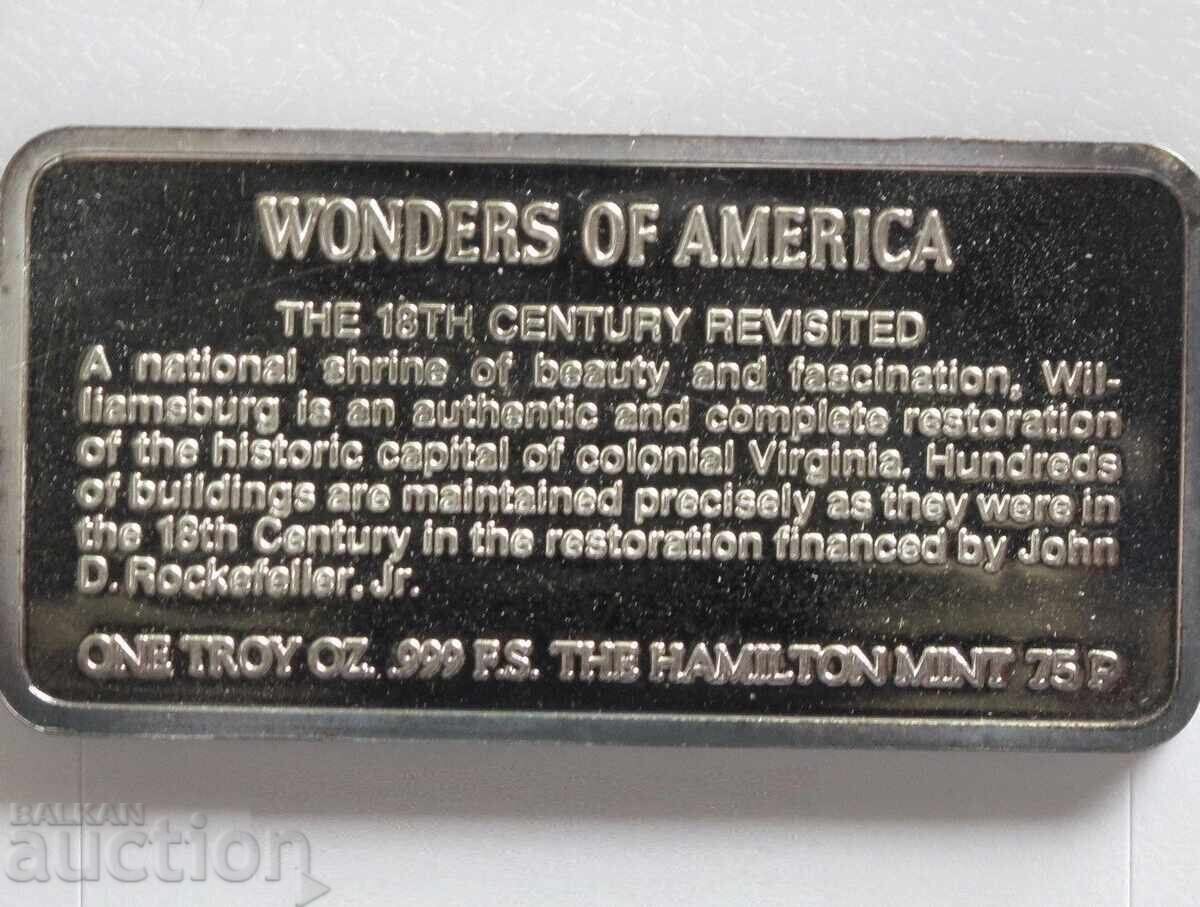 WONDERS OF AMERICA
THE 18TH CENTURY REVISITED
A national shrine of beauty and fascination, Wil-
liamsburg is an authentic and complete restoration
of the historic capital of colonial Virginia. Hundreds
of buildings are maintained precisely as they were in
the 18th Century in the restoration financed by John
D. Rockefeller, Jr.
ONE TROY OZ. .999 F.S. THE HAMILTON MINT 75 P
BALKAN
auction